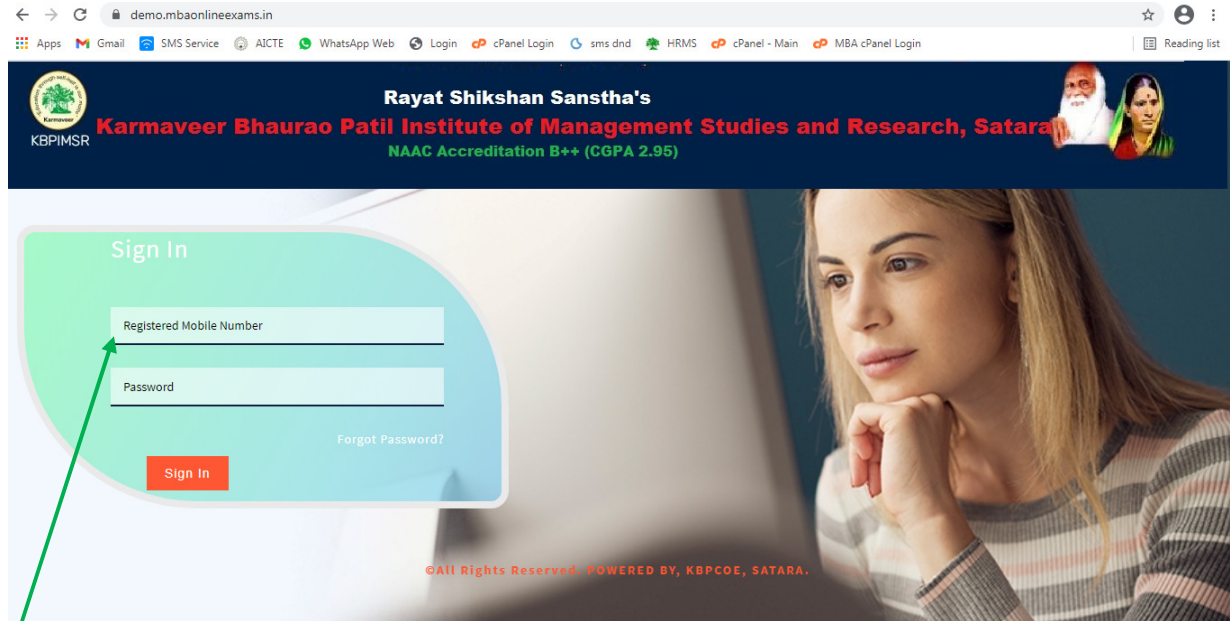 demo.mbaonlineexams.in
Apps Gmail SMS Service AICTE WhatsApp Web Login cPanel Login sms dnd HRMS cPanel - Main MBA cPanel Login Reading list
Rayat Shikshan Sanstha's
Karmaveer Bhaurao Patil Institute of Management Studies and Research, Satara
NAAC Accreditation B++ (CGPA 2.95)
Karmaveer
KBPIMSR
Sign In
Registered Mobile Number
Password
Forgot Password?
Sign In
©All Rights Reserved. POWERED BY, KBPCOE, SATARA.